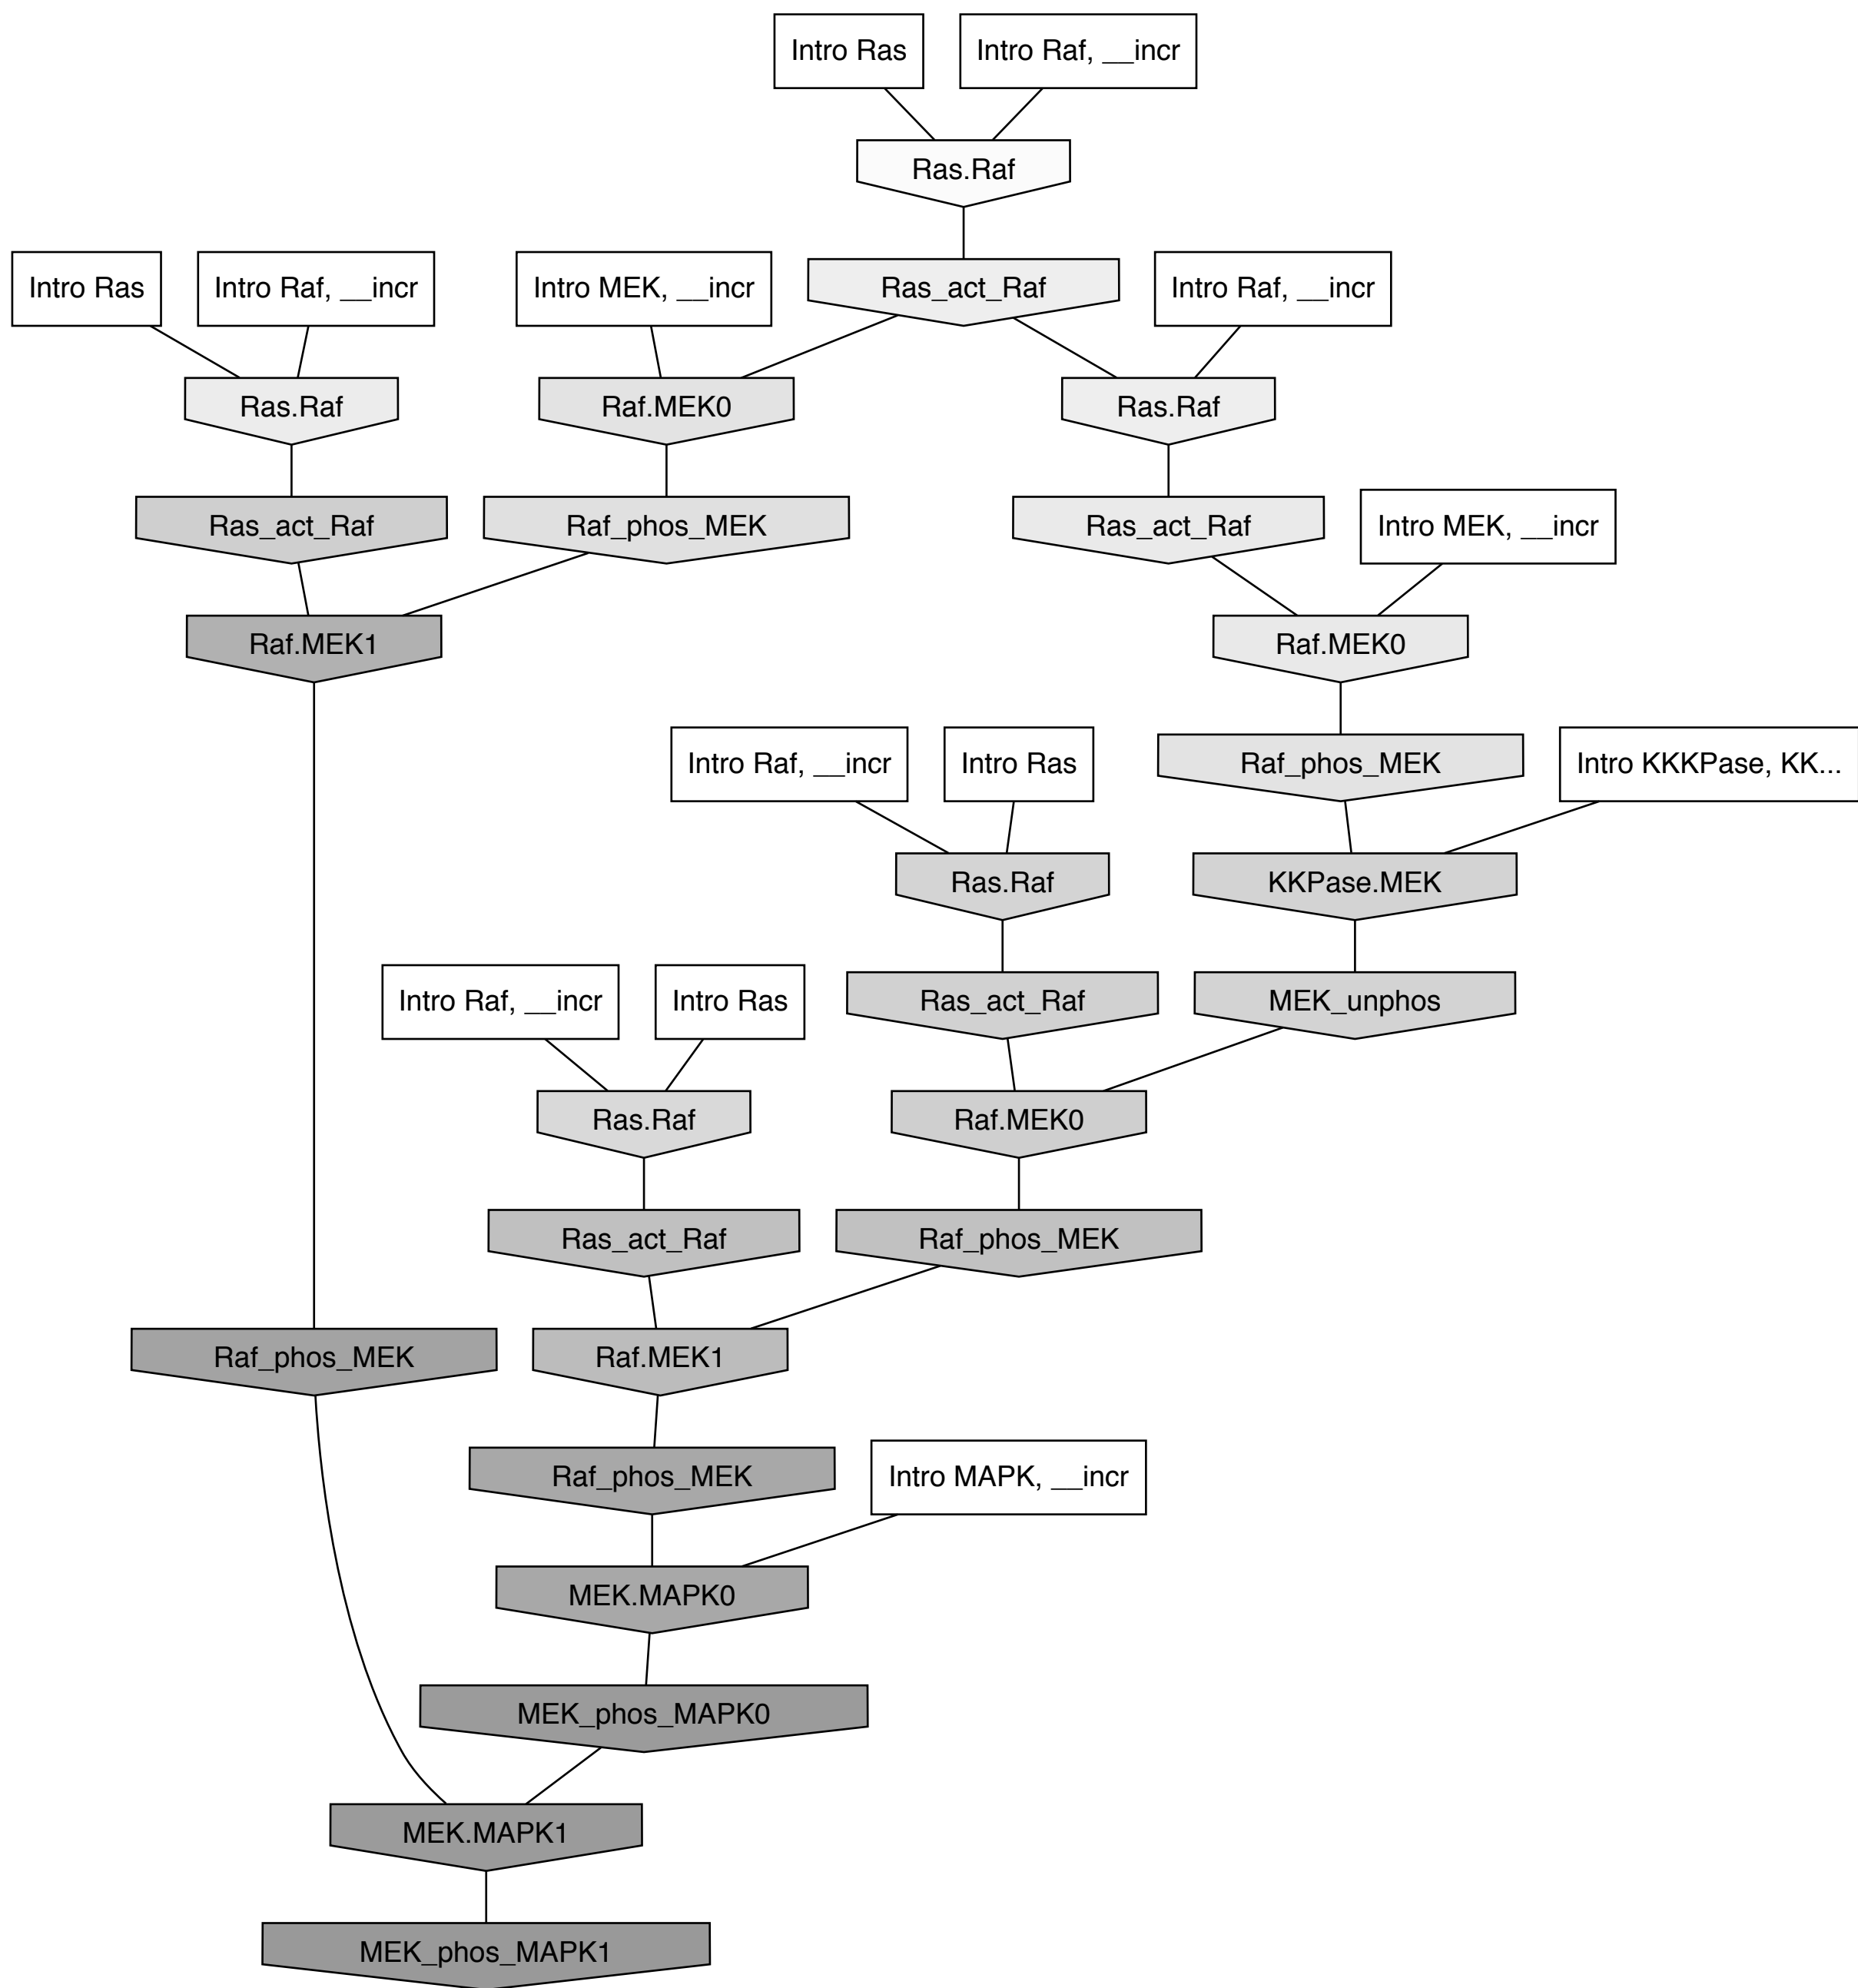 Intro Ras
Intro Raf, __incr
Ras.Raf
Intro Ras
Intro Raf, __incr
Intro MEK, __incr
Ras_act_Raf
Intro Raf, __incr
Ras.Raf
Raf.MEK0
Ras.Raf
Ras_act_Raf
Raf_phos_MEK
Ras_act_Raf
Intro MEK, __incr
Raf.MEK1
Raf.MEK0
Intro Raf, __incr
Intro Ras
Raf_phos_MEK
Intro KKKPase, KK...
Ras.Raf
KKPase.MEK
Intro Raf, __incr
Intro Ras
Ras_act_Raf
MEK_unphos
Ras.Raf
Raf.MEK0
Ras_act_Raf
Raf_phos_MEK
Raf_phos_MEK
Raf.MEK1
Raf_phos_MEK
Intro MAPK, __incr
MEK.MAPK0
MEK_phos_MAPK0
MEK.MAPK1
MEK_phos_MAPK1